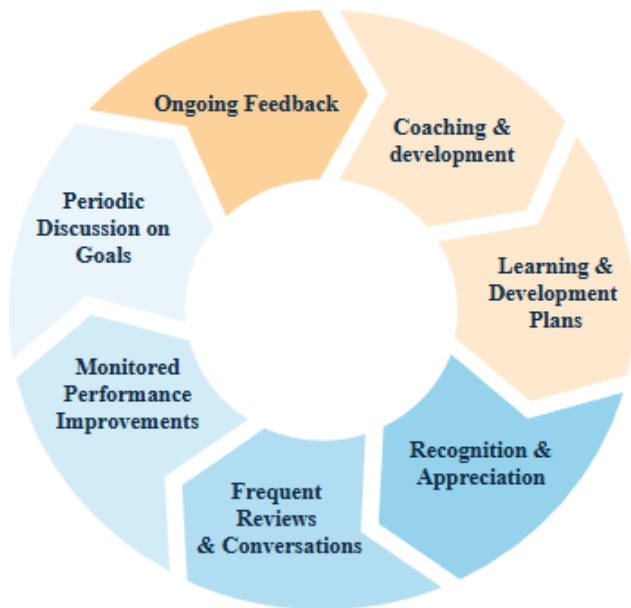 Ongoing Feedback
Coaching &
development
Learning &
Development
Plans
Recognition &
Appreciation
Frequent
Reviews
& Conversations
Monitored
Performance
Improvements
Periodic
Discussion on
Goals